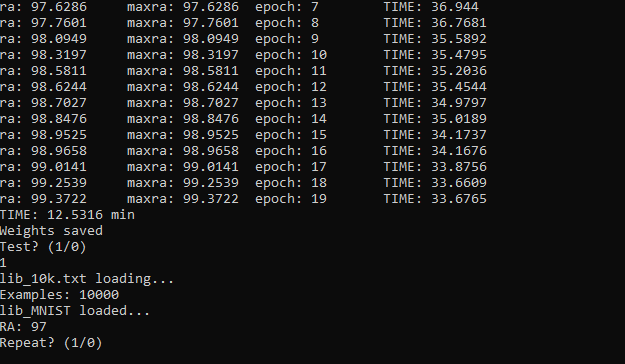 ra: 97.6286 maxra: 97.6286 epoch: 7 TIME: 36.944
ra: 97.7601 maxra: 97.7601 epoch: 8 TIME: 36.7681
ra: 98.0949 maxra: 98.0949 epoch: 9 TIME: 35.5892
ra: 98.3197 maxra: 98.3197 epoch: 10 TIME: 35.4795
ra: 98.5811 maxra: 98.5811 epoch: 11 TIME: 35.2036
ra: 98.6244 maxra: 98.6244 epoch: 12 TIME: 35.4544
ra: 98.7027 maxra: 98.7027 epoch: 13 TIME: 34.9797
ra: 98.8476 maxra: 98.8476 epoch: 14 TIME: 35.0189
ra: 98.9525 maxra: 98.9525 epoch: 15 TIME: 34.1737
ra: 98.9658 maxra: 98.9658 epoch: 16 TIME: 34.1676
ra: 99.0141 maxra: 99.0141 epoch: 17 TIME: 33.8756
ra: 99.2539 maxra: 99.2539 epoch: 18 TIME: 33.6609
ra: 99.3722 maxra: 99.3722 epoch: 19 TIME: 33.6765
TIME: 12.5316 min
Weights saved
Test? (1/0)
1
lib_10k.txt loading...
Examples: 10000
lib_MNIST loaded...
RA: 97
Repeat? (1/0)